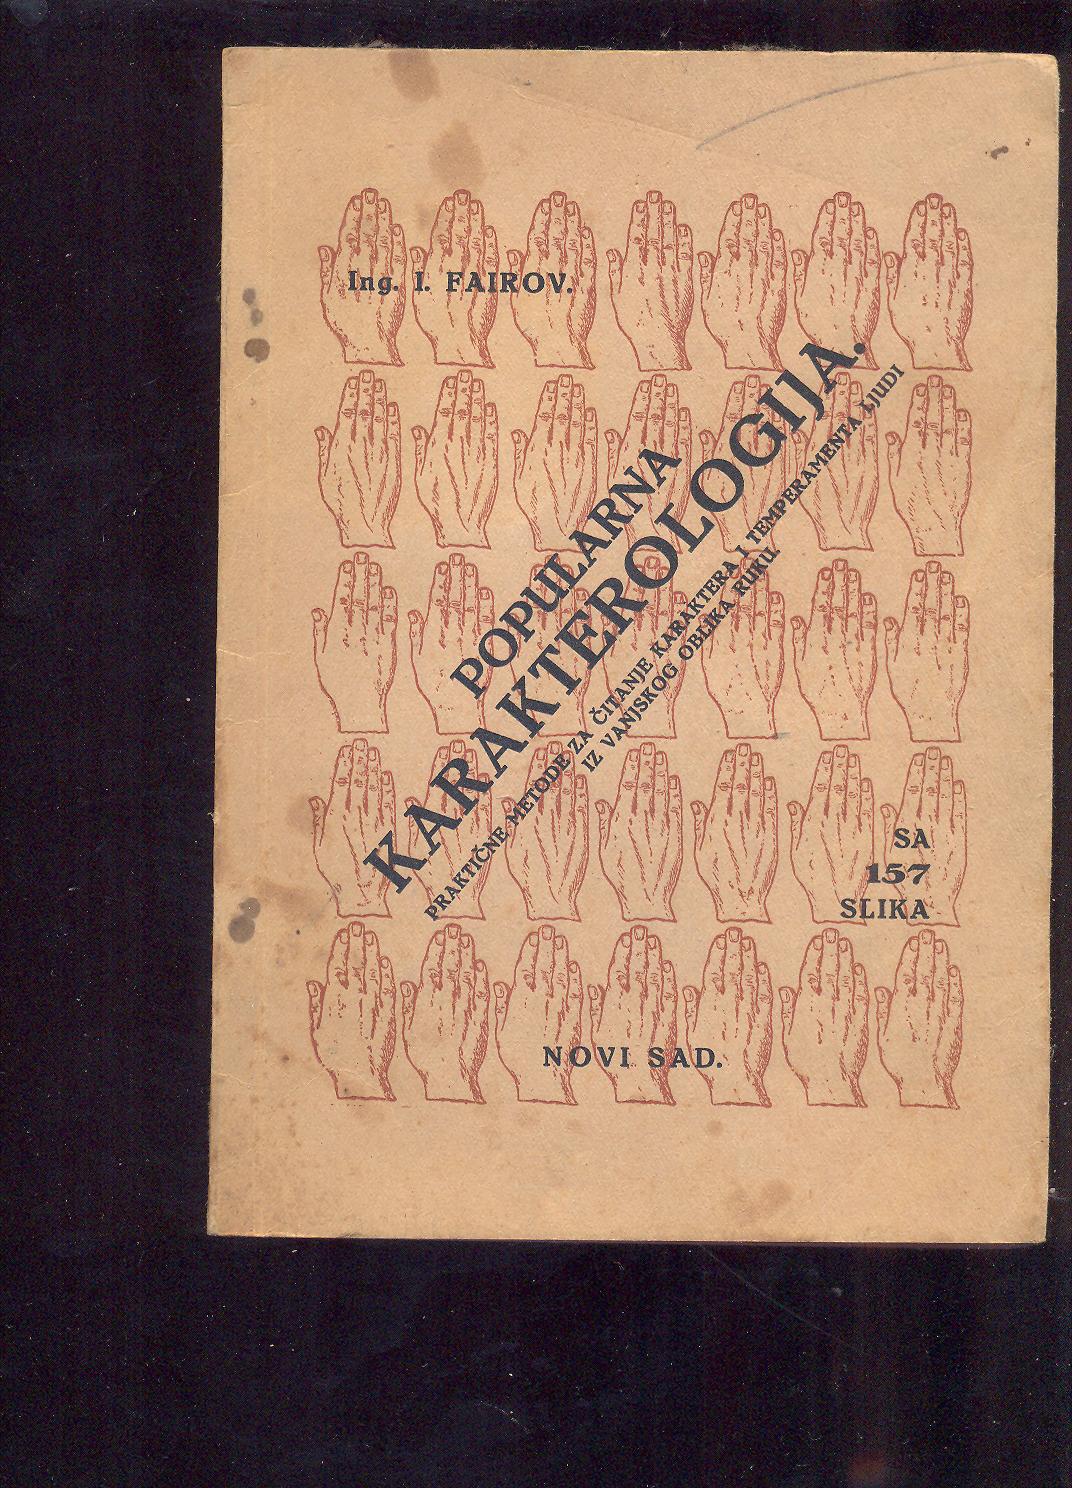 Ing. I. FAIROV.
POPULARNA
KARAKTEROLOGIJA.
PRAKTIČNE METODE ZA ČITANJE KARAKTERA I TEMPERAMENTA LJUDI
IZ VANJSKOG OBLIKA RUKU.
SA
157
SLIKA
NOVI SAD.